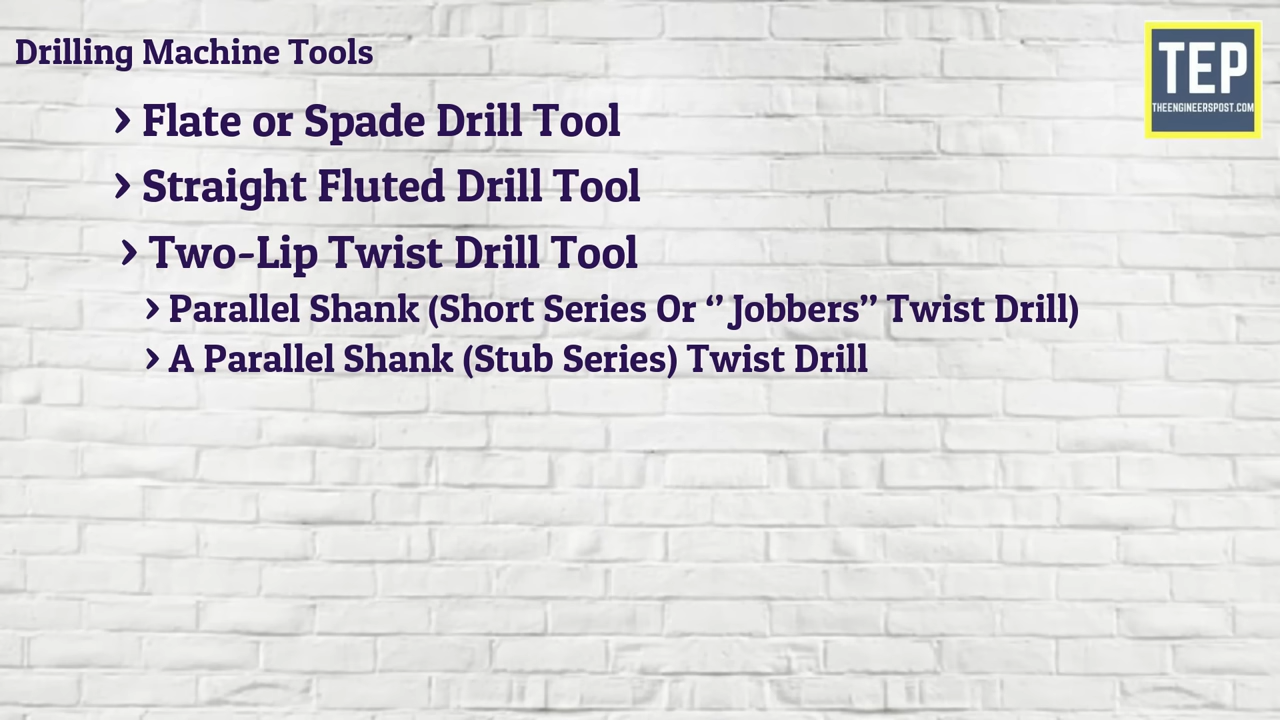 Drilling Machine Tools
TEP
THEENGINEERSPOST.COM
› Flate or Spade Drill Tool
› Straight Fluted Drill Tool
› Two-Lip Twist Drill Tool
› Parallel Shank (Short Series Or ‘’ Jobbers’’ Twist Drill)
› A Parallel Shank (Stub Series) Twist Drill